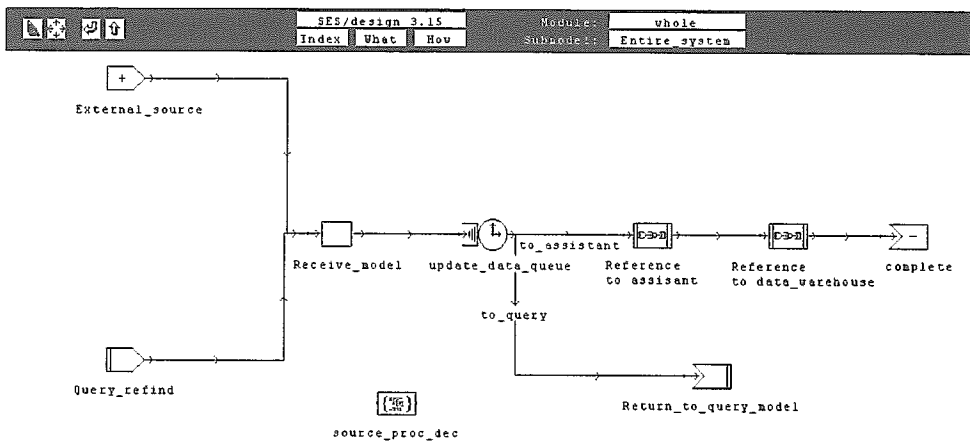 SES/design 3.15
Index What How
Module: whole
Submodel: Entire_system
External_source
to_assistant
Receive_model
update_data_queue
Reference
to assisant
Reference
to data_warehouse
complete
to_query
Query_refind
Return_to_query_model
source_proc_dec